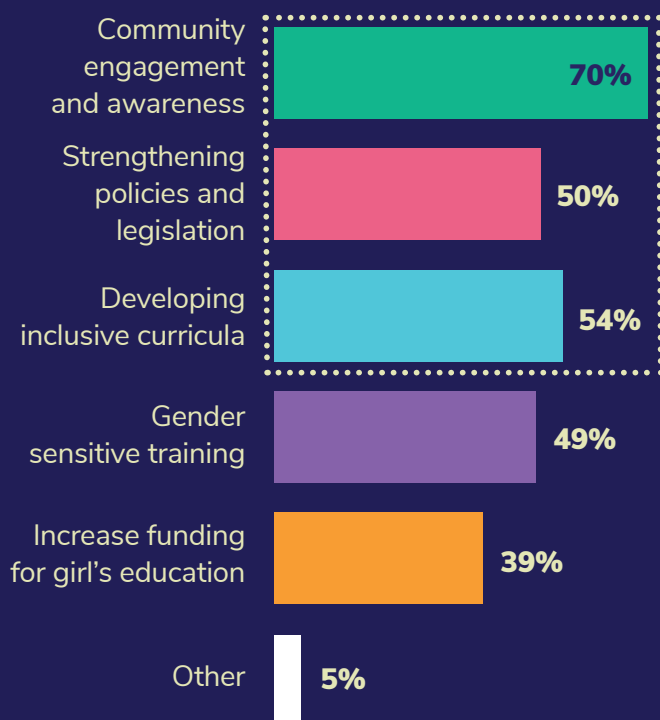 Community
engagement
and awareness
70%
Strengthening
policies and
legislation
50%
Developing
inclusive curricula
54%
Gender
sensitive training
49%
Increase funding
for girl’s education
39%
Other
5%